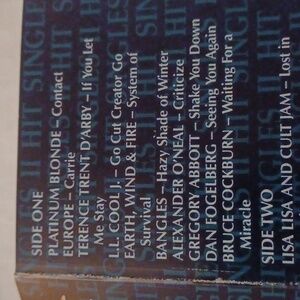 SIDE ONE
PLATINUM BLONDE – Contact
EUROPE – Carrie
TERENCE TRENT D'ARBY – If You Let
Me Stay
L.L. COOL J. – Go Cut Creator Go
EARTH, WIND & FIRE – System of
Survival
BANGLES – Hazy Shade of Winter
ALEXANDER O'NEAL – Criticize
GREGORY ABBOTT – Shake You Down
DAN FOGELBERG – Seeing You Again
BRUCE COCKBURN – Waiting For a
Miracle
SIDE TWO
LISA LISA AND CULT JAM – Lost in